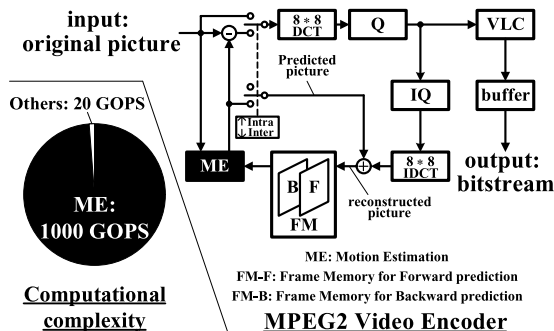 input:
original picture
8 * 8
DCT
Q
VLC
Others: 20 GOPS
Predicted
picture
IQ
buffer
↑Intra
↓Inter
ME
ME:
1000 GOPS
B
F
FM
8 * 8
IDCT
output:
bitstream
reconstructed
picture
ME: Motion Estimation
FM-F: Frame Memory for Forward prediction
FM-B: Frame Memory for Backward prediction
Computational
complexity
MPEG2 Video Encoder